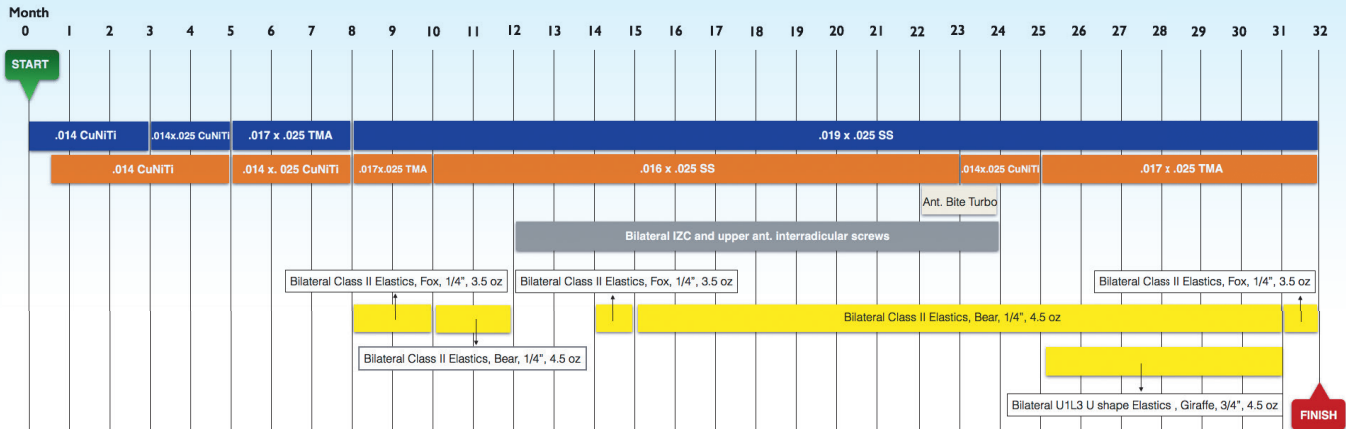 Month
0 1 2 3 4 5 6 7 8 9 10 11 12 13 14 15 16 17 18 19 20 21 22 23 24 25 26 27 28 29 30 31 32
START
.014 CuNiTi .014x.025 CuNiTi .017 x .025 TMA .019 x .025 SS
.014 CuNiTi .014 x. 025 CuNiTi .017x.025 TMA .016 x .025 SS .014x.025 CuNiTi .017 x .025 TMA
Ant. Bite Turbo
Bilateral IZC and upper ant. interradicular screws
Bilateral Class II Elastics, Fox, 1/4", 3.5 oz Bilateral Class II Elastics, Fox, 1/4", 3.5 oz Bilateral Class II Elastics, Fox, 1/4", 3.5 oz
Bilateral Class II Elastics, Bear, 1/4", 4.5 oz
Bilateral Class II Elastics, Bear, 1/4", 4.5 oz
Bilateral U1L3 U shape Elastics , Giraffe, 3/4", 4.5 oz
FINISH